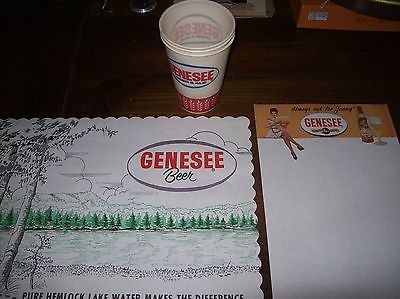 GENESEE
Always ask for "Jenny"
GENESEE
GENESEE
Beer
PURE HEMLOCK LAKE WATER MAKES THE DIFFERENCE